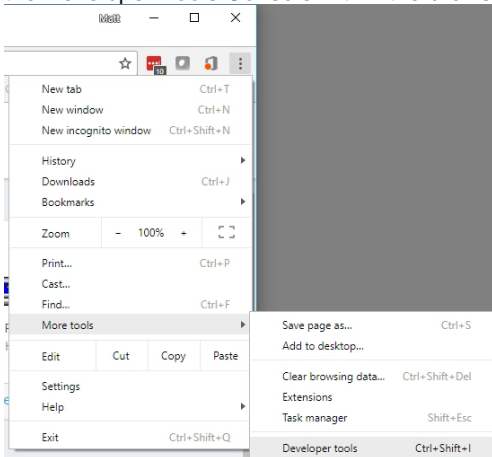 Matt
10
New tab Ctrl+T
New window Ctrl+N
New incognito window Ctrl+Shift+N
History
Downloads Ctrl+J
Bookmarks
Zoom - 100% +
Print... Ctrl+P
Cast...
Find... Ctrl+F
More tools
Edit Cut Copy Paste
Settings
Help
Exit Ctrl+Shift+Q
Save page as... Ctrl+S
Add to desktop...
Clear browsing data... Ctrl+Shift+Del
Extensions
Task manager Shift+Esc
Developer tools Ctrl+Shift+I